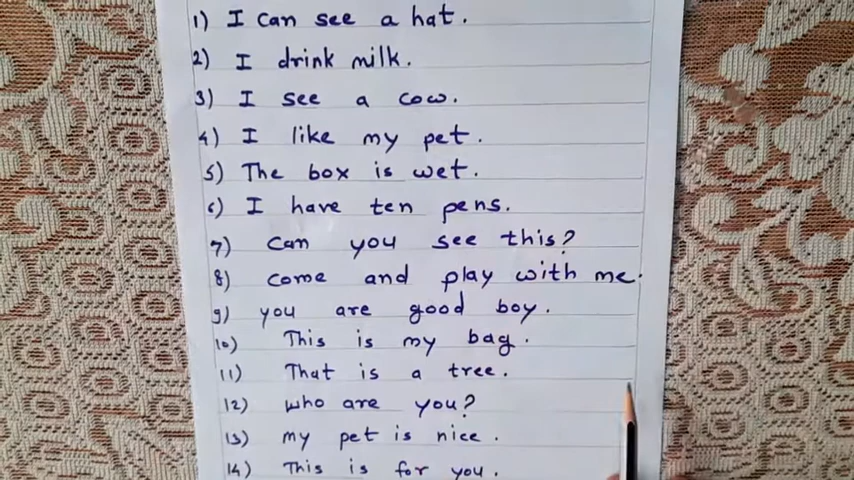 1) I can see a hat.
2) I drink milk.
3) I see a cow.
4) I like my pet.
5) The box is wet.
6) I have ten pens.
7) can you see this?
8) come and play with me.
9) you are good boy.
10) This is my bag.
11) That is a tree.
12) who are you?
13) my pet is nice.
14) This is for you.